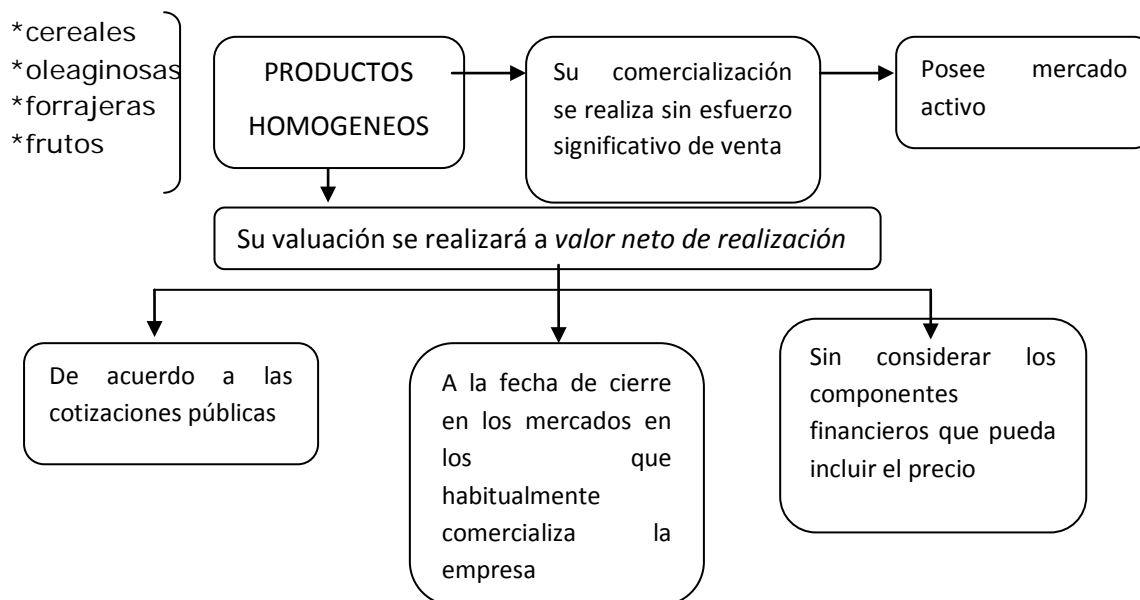 *cereales
*oleaginosas
*forrajeras
*frutos
PRODUCTOS
HOMOGENEOS
Su comercialización
se realiza sin esfuerzo
significativo de venta
Posee mercado
activo
Su valuación se realizará a valor neto de realización
De acuerdo a las
cotizaciones públicas
A la fecha de cierre
en los mercados en
los que
habitualmente
comercializa la
empresa
Sin considerar los
componentes
financieros que pueda
incluir el precio